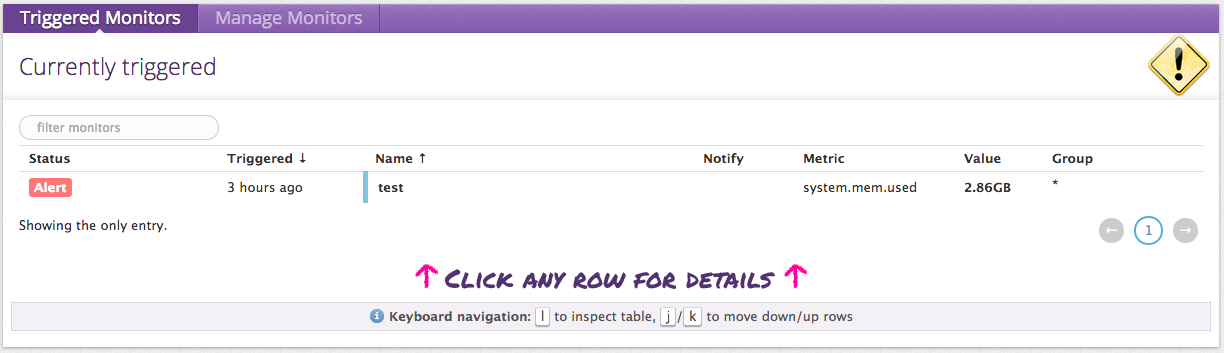 Triggered Monitors Manage Monitors
Currently triggered
filter monitors
Status Triggered ↓ Name ↑ Notify Metric Value Group
Alert 3 hours ago test system.mem.used 2.86GB *
Showing the only entry.
← 1 →
↑ Click any row for details ↑
i Keyboard navigation: l to inspect table, j/k to move down/up rows